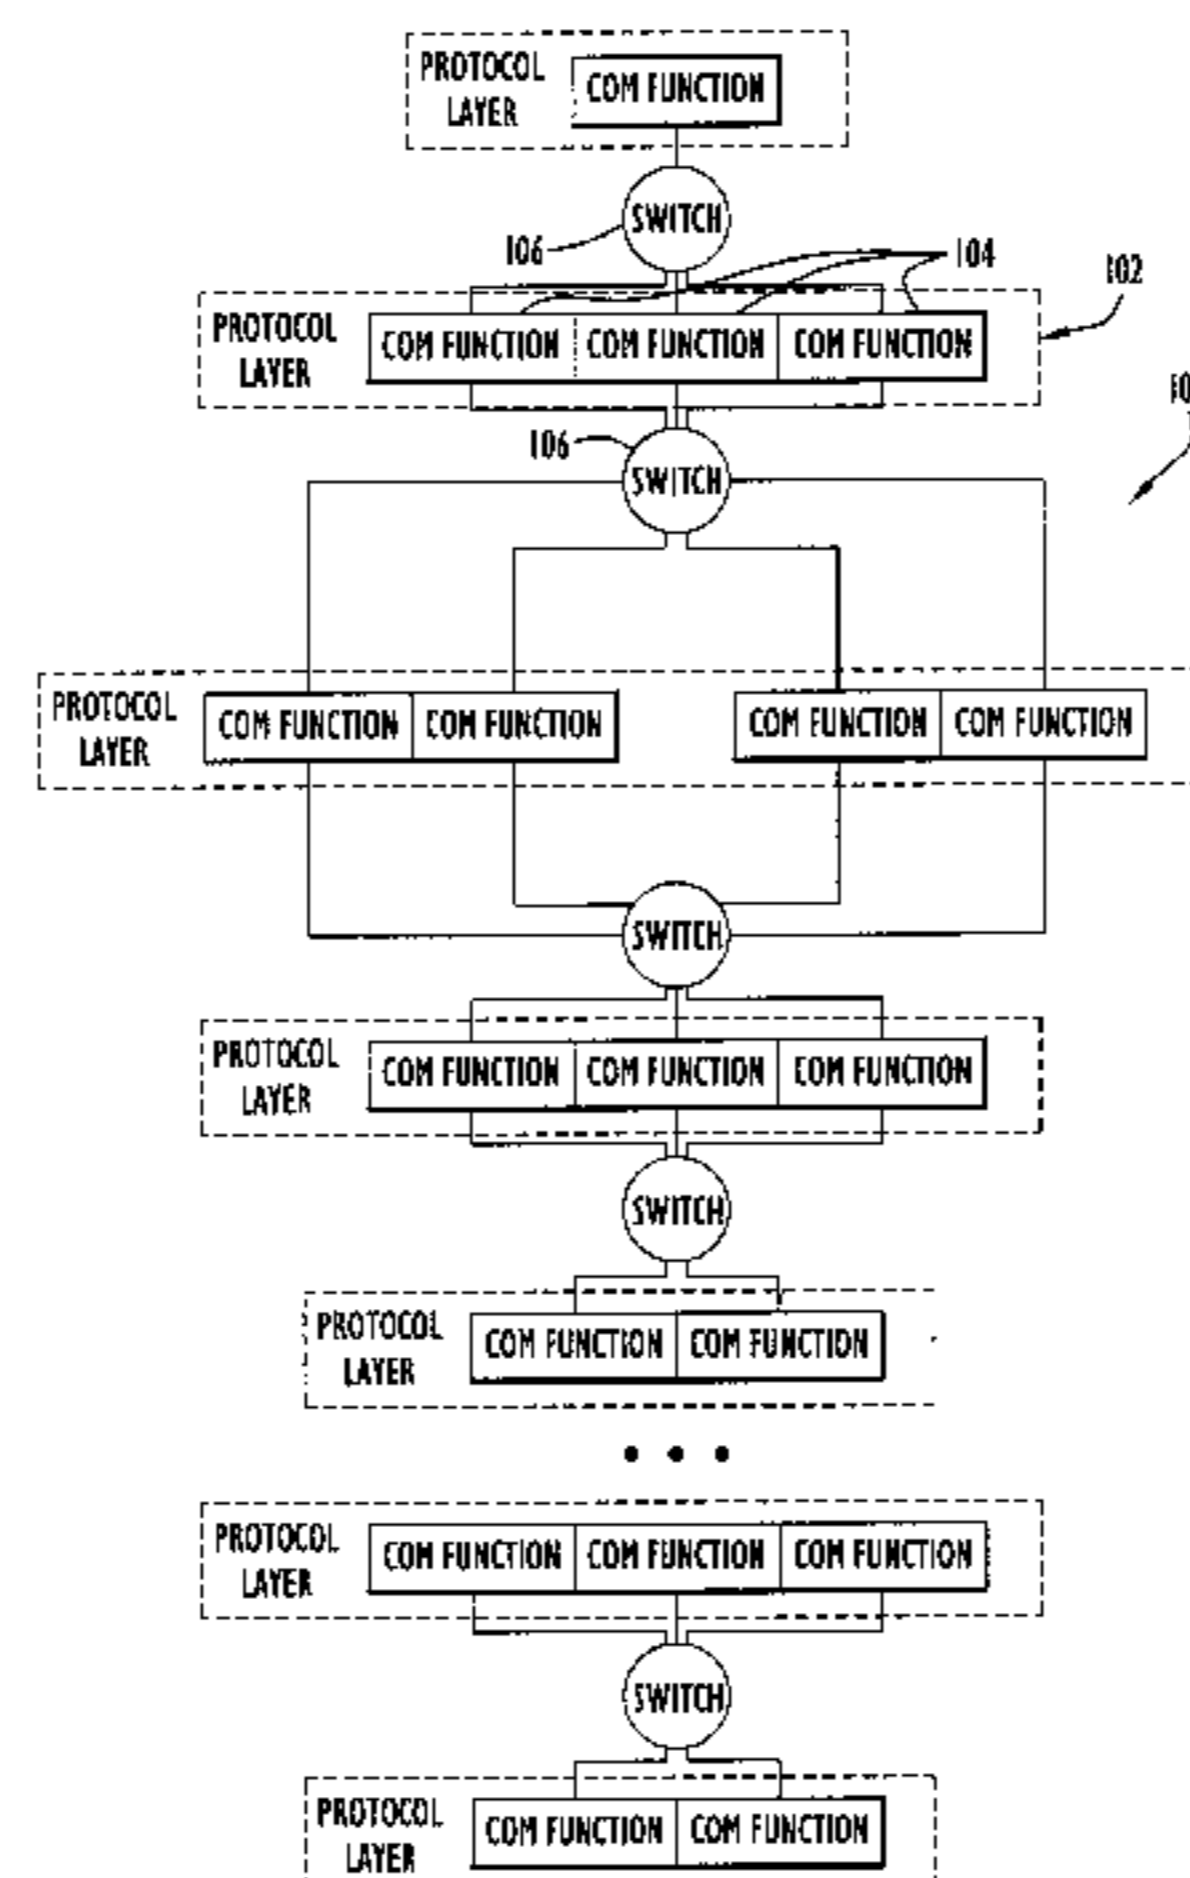 PROTOCOL
LAYER
COM FUNCTION
SWITCH
106
104
102
PROTOCOL
LAYER
COM FUNCTION COM FUNCTION COM FUNCTION
106
SWITCH
PROTOCOL
LAYER
COM FUNCTION COM FUNCTION COM FUNCTION COM FUNCTION
SWITCH
PROTOCOL
LAYER
COM FUNCTION COM FUNCTION COM FUNCTION
SWITCH
PROTOCOL
LAYER
COM FUNCTION COM FUNCTION
• • •
PROTOCOL
LAYER
COM FUNCTION COM FUNCTION COM FUNCTION
SWITCH
PROTOCOL
LAYER
COM FUNCTION COM FUNCTION